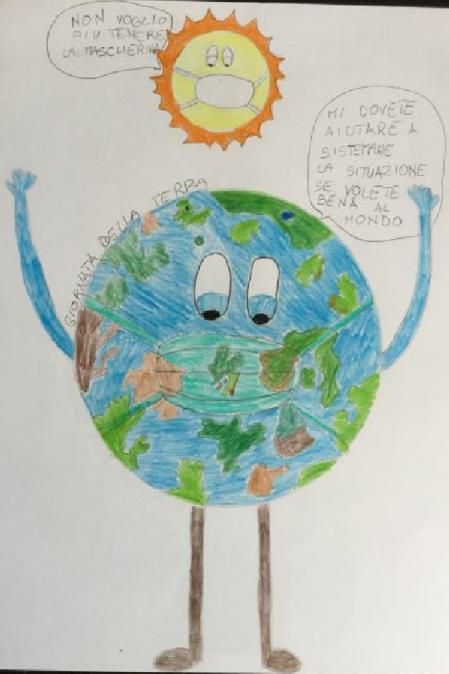 NON VOGLIO
PIU TENERE
LA MASCHERINA
MI DOVETE
AIUTARE A
SISTEMARE
LA SITUAZIONE
SE VOLETE
BENE AL
MONDO
GIORNATA DELLA TERRA